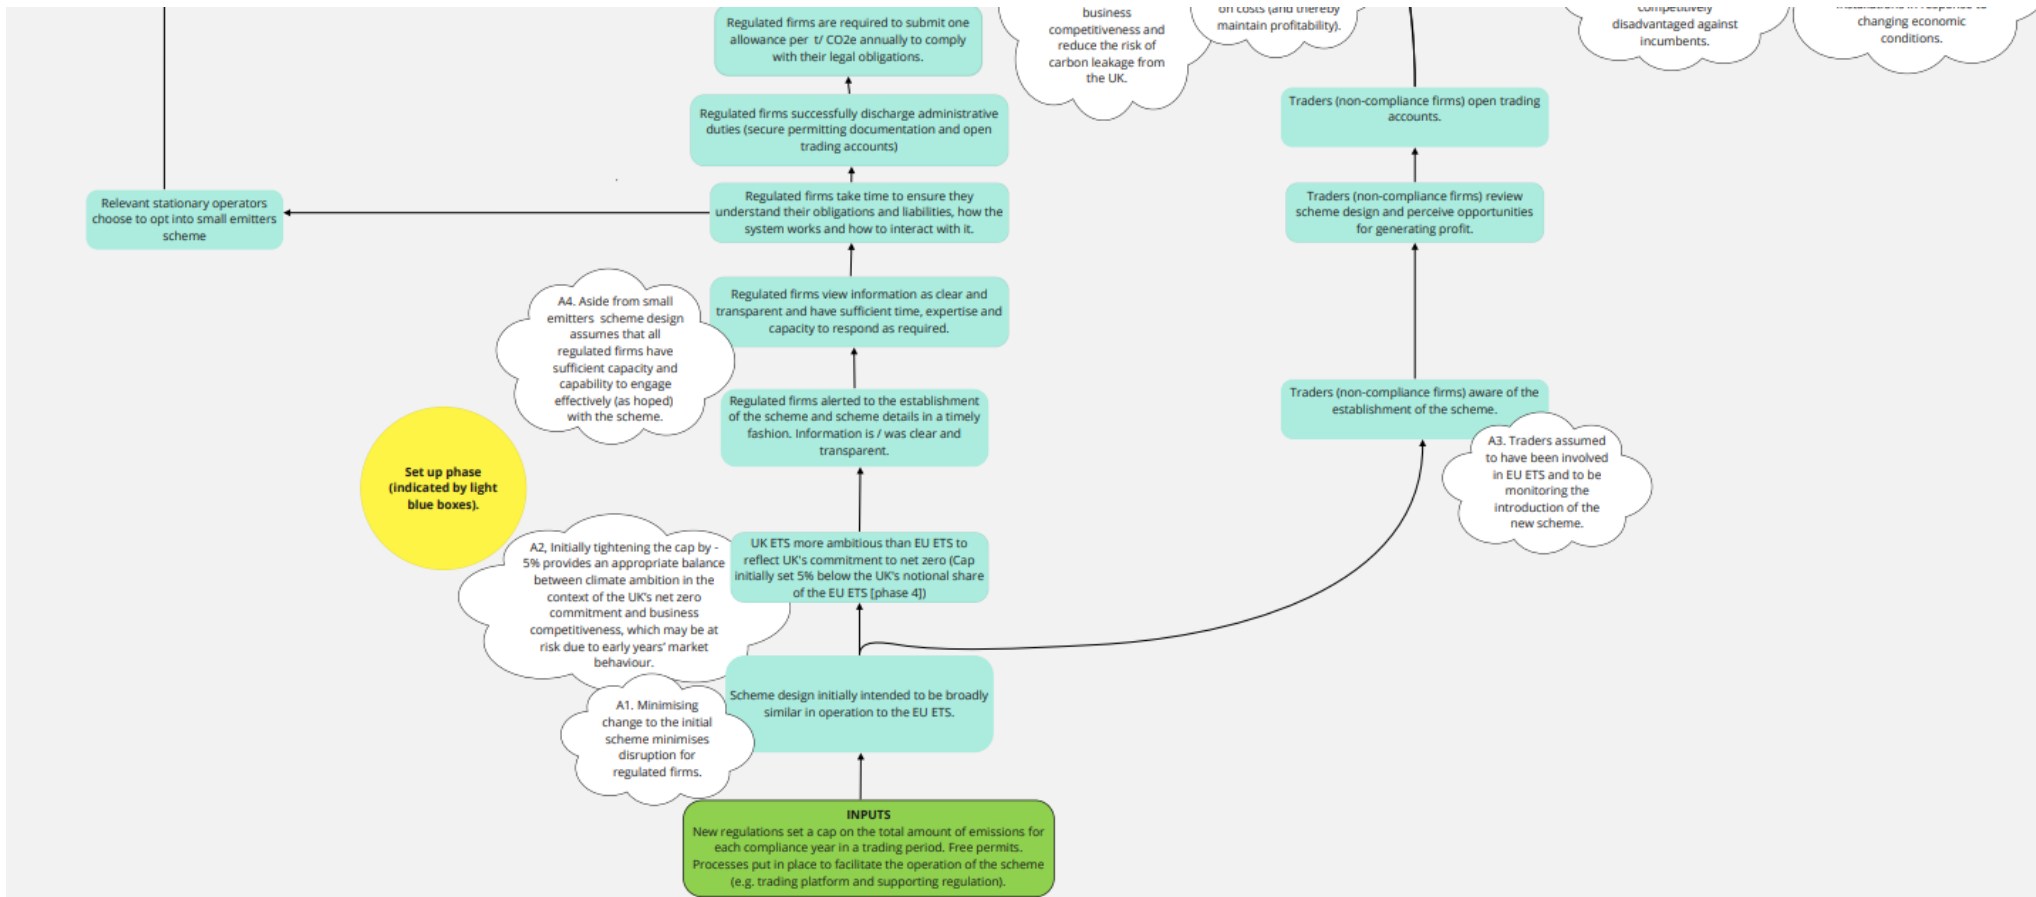 Regulated firms are required to submit one
allowance per  t/ CO2e annually to comply
with their legal obligations.
business
competitiveness and
reduce the risk of
carbon leakage from
the UK.
on costs (and thereby
maintain profitability).
competitively
disadvantaged against
incumbents.
installations in response to
changing economic
conditions.
Regulated firms successfully discharge administrative
duties (secure permitting documentation and open
trading accounts)
Traders (non-compliance firms) open trading
accounts.
Relevant stationary operators
choose to opt into small emitters
scheme
Regulated firms take time to ensure they
understand their obligations and liabilities, how the
system works and how to interact with it.
Traders (non-compliance firms) review
scheme design and perceive opportunities
for generating profit.
A4. Aside from small
emitters  scheme design
assumes that all
regulated firms have
sufficient capacity and
capability to engage
effectively (as hoped)
with the scheme.
Regulated firms view information as clear and
transparent and have sufficient time, expertise and
capacity to respond as required.
Regulated firms alerted to the establishment
of the scheme and scheme details in a timely
fashion. Information is / was clear and
transparent.
Traders (non-compliance firms) aware of the
establishment of the scheme.
A3. Traders assumed
to have been involved
in EU ETS and to be
monitoring the
introduction of the
new scheme.
Set up phase
(indicated by light
blue boxes).
A2, Initially tightening the cap by -
5% provides an appropriate balance
between climate ambition in the
context of the UK's net zero
commitment and business
competitiveness, which may be at
risk due to early years' market
behaviour.
UK ETS more ambitious than EU ETS to
reflect UK's commitment to net zero (Cap
initially set 5% below the UK's notional share
of the EU ETS [phase 4])
A1. Minimising
change to the initial
scheme minimises
disruption for
regulated firms.
Scheme design initially intended to be broadly
similar in operation to the EU ETS.
INPUTS
New regulations set a cap on the total amount of emissions for
each compliance year in a trading period. Free permits.
Processes put in place to facilitate the operation of the scheme
(e.g. trading platform and supporting regulation).